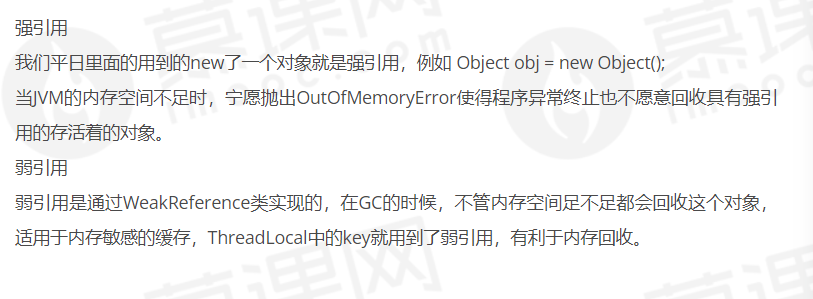 强引用
我们平日里面的用到的new了一个对象就是强引用，例如 Object obj = new Object();
当JVM的内存空间不足时，宁愿抛出OutOfMemoryError使得程序异常终止也不愿意回收具有强引
用的存活着的对象。
弱引用
弱引用是通过WeakReference类实现的，在GC的时候，不管内存空间足不足都会回收这个对象，
适用于内存敏感的缓存，ThreadLocal中的key就用到了弱引用，有利于内存回收。